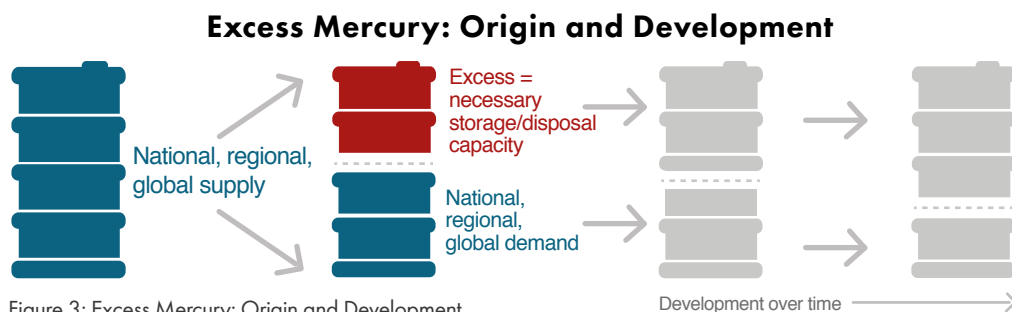 Excess Mercury: Origin and Development
National, regional,
global supply
Excess =
necessary
storage/disposal
capacity
National,
regional,
global demand
Figure 3: Excess Mercury: Origin and Development
Development over time